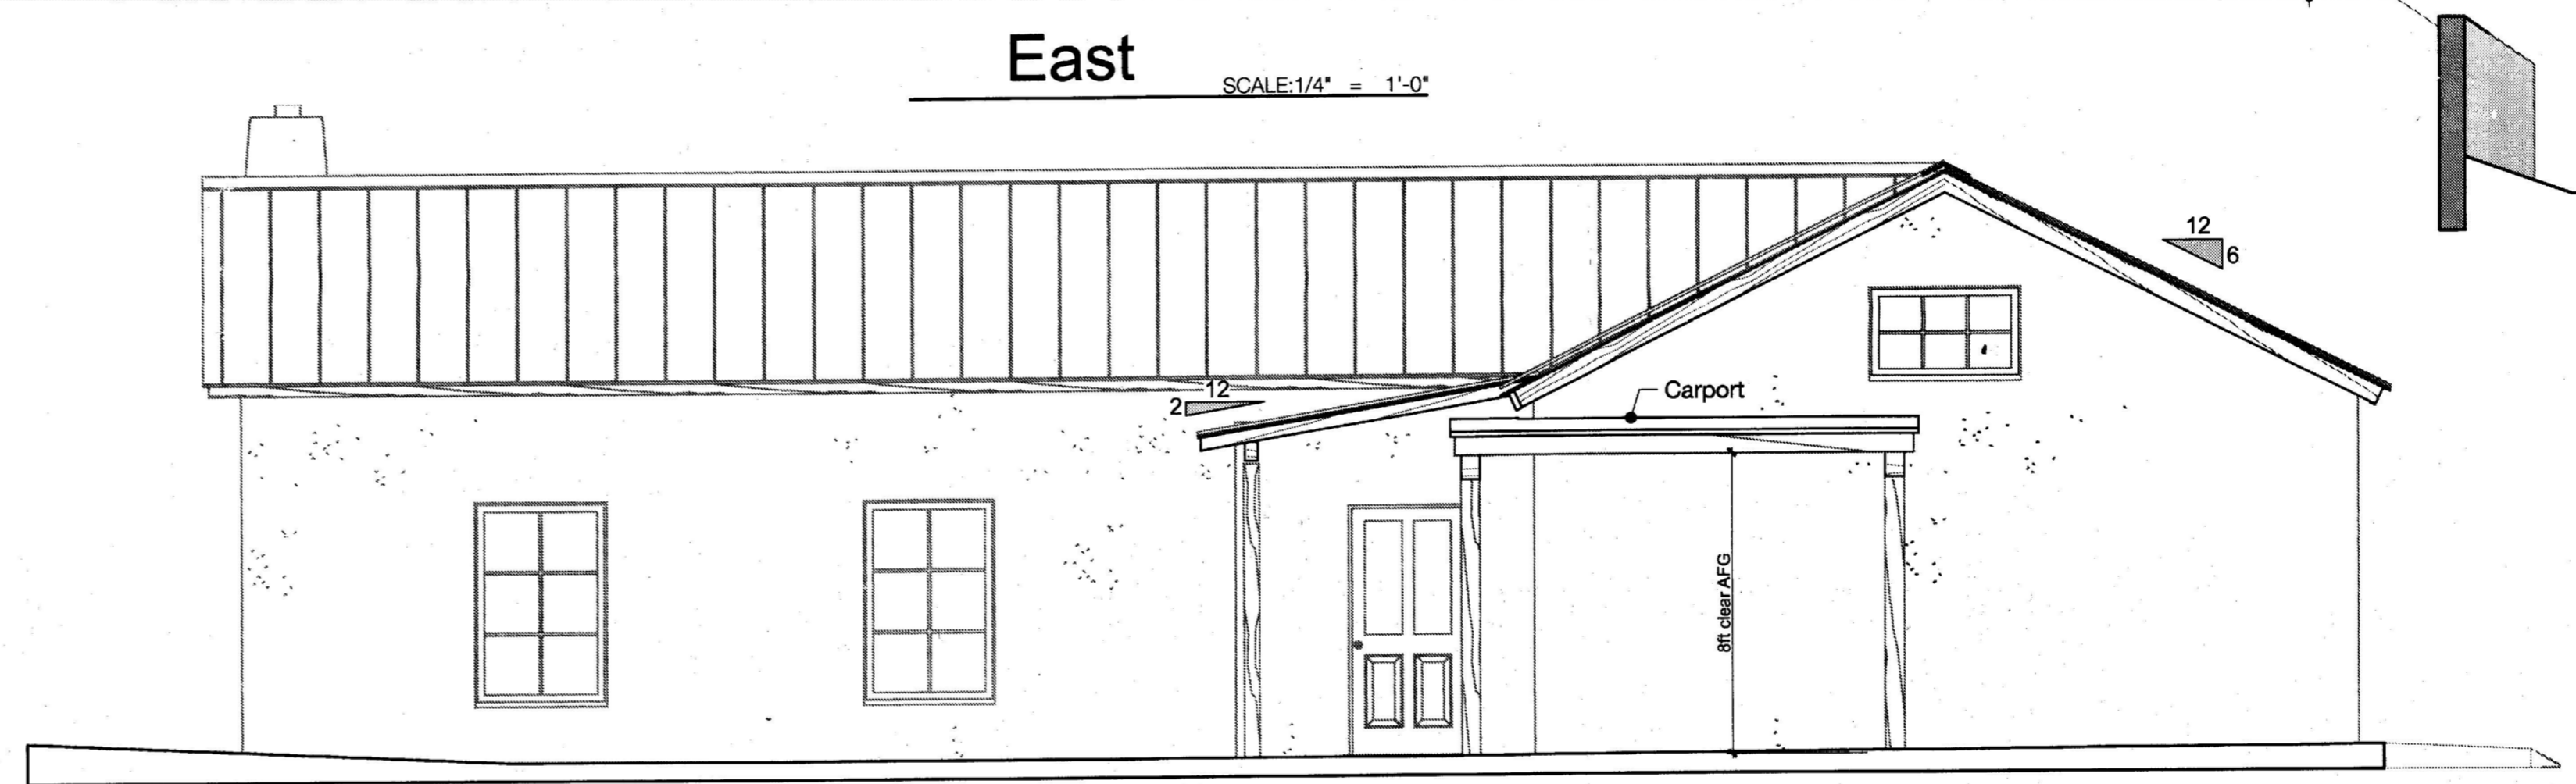 East
SCALE:1/4" = 1'-0"
12
6
12
2
Carport
8ft clear AFG